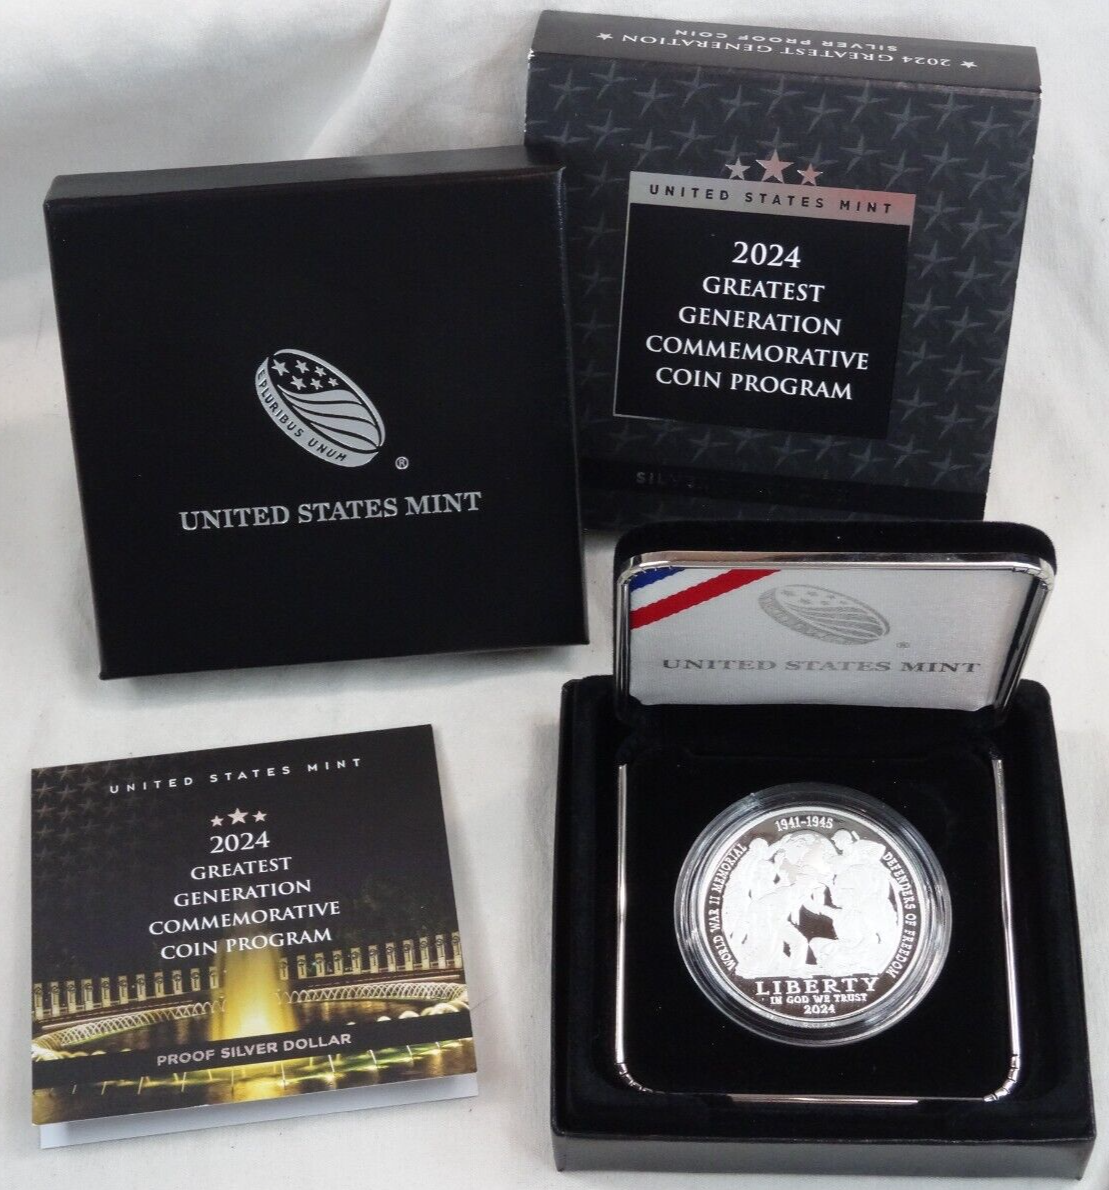 ★ 2024 GREATEST GENERATION ★
SILVER PROOF COIN
UNITED STATES MINT
2024
GREATEST
GENERATION
COMMEMORATIVE
COIN PROGRAM
E PLURIBUS UNUM
®
UNITED STATES MINT
®
UNITED STATES MINT
UNITED STATES MINT
2024
GREATEST
GENERATION
COMMEMORATIVE
COIN PROGRAM
PROOF SILVER DOLLAR
1941-1945
WORLD WAR II MEMORIAL
DEFENDERS OF FREEDOM
LIBERTY
IN GOD WE TRUST
2024